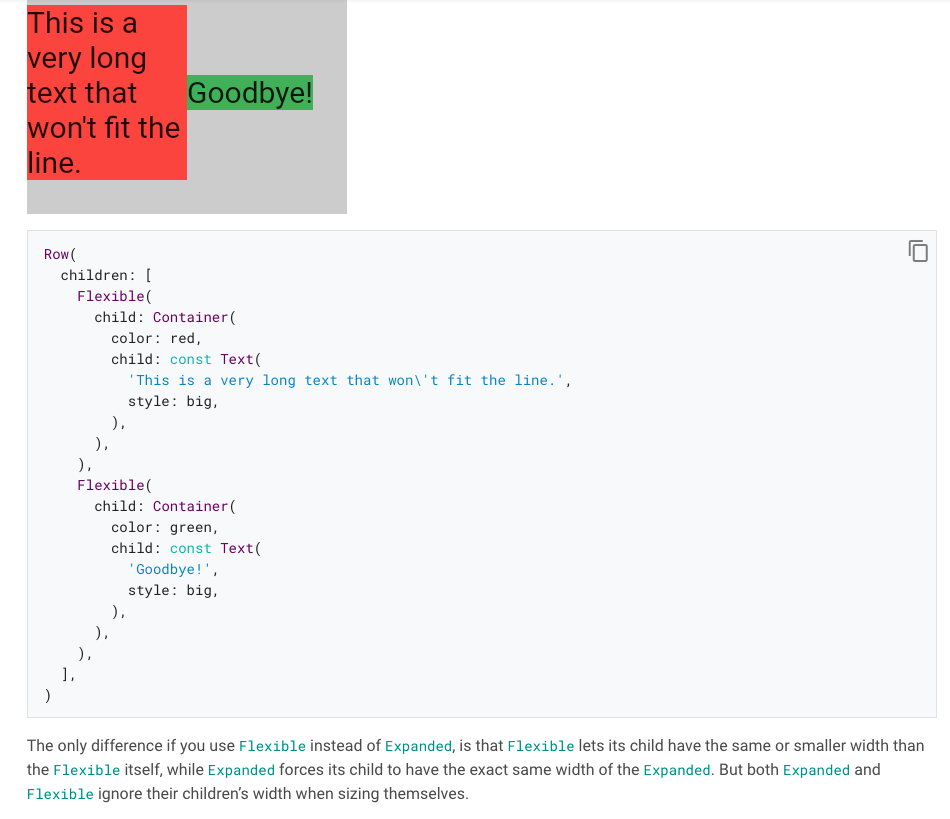 This is a
very long
text that
won't fit the
line.
Goodbye!
Row(
  children: [
    Flexible(
      child: Container(
        color: red,
        child: const Text(
          'This is a very long text that won\'t fit the line.',
          style: big,
        ),
      ),
    ),
    Flexible(
      child: Container(
        color: green,
        child: const Text(
          'Goodbye!',
          style: big,
        ),
      ),
    ),
  ],
)
The only difference if you use Flexible instead of Expanded, is that Flexible lets its child have the same or smaller width than
the Flexible itself, while Expanded forces its child to have the exact same width of the Expanded. But both Expanded and
Flexible ignore their children’s width when sizing themselves.